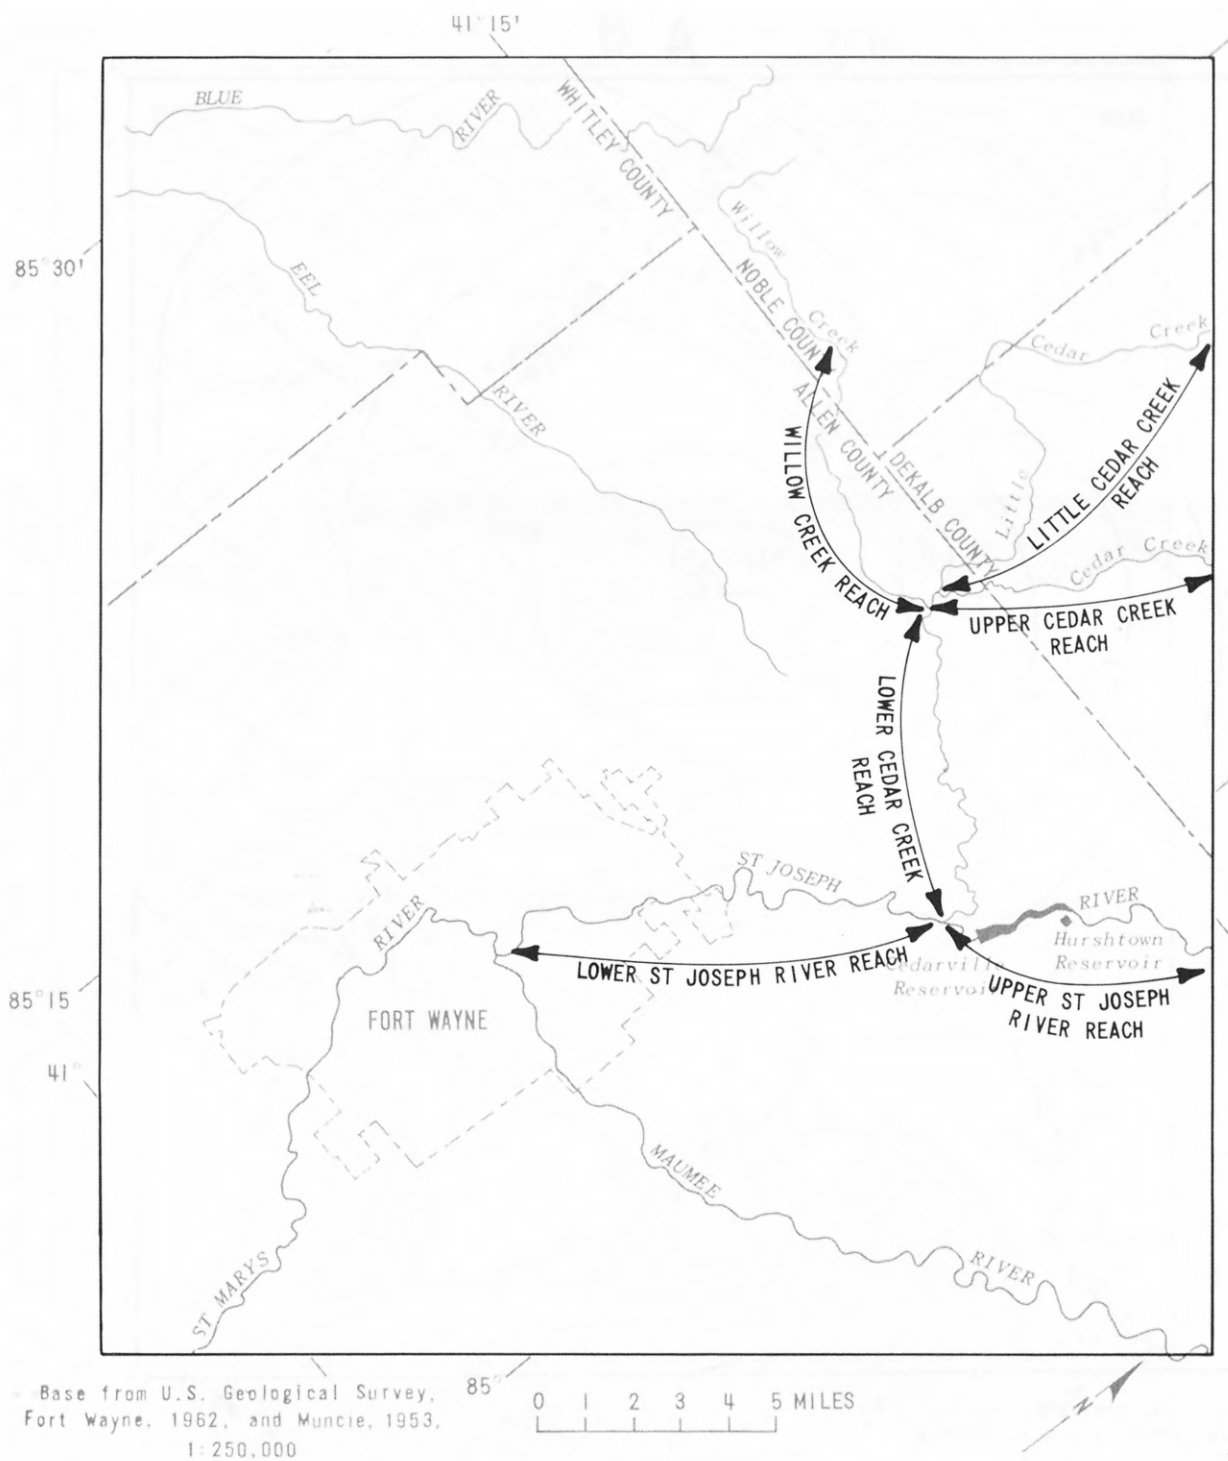 41°15'
BLUE
RIVER
WHITLEY COUNTY
Willow
Creek
85°30'
EEL
RIVER
NOBLE COUNTY
ALLEN COUNTY
DEKALB COUNTY
Cedar
Creek
Little
WILLOW CREEK REACH
LITTLE CEDAR CREEK
REACH
Cedar Creek
UPPER CEDAR CREEK
REACH
LOWER CEDAR CREEK
REACH
ST JOSEPH
RIVER
RIVER
Hurshtown
Reservoir
LOWER ST JOSEPH RIVER REACH
Cedarville
Reservoir
UPPER ST JOSEPH
RIVER REACH
85°15
FORT WAYNE
41°
MAUMEE
RIVER
ST MARYS
Base from U.S. Geological Survey,
Fort Wayne. 1962, and Muncie, 1953,
1:250,000
85°
0 1 2 3 4 5 MILES
N